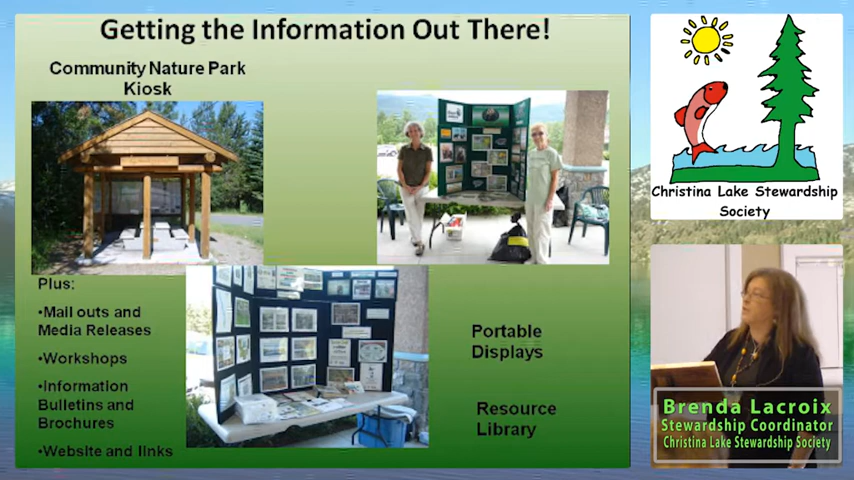 Getting the Information Out There!
Community Nature Park
Kiosk
Plus:
•Mail outs and
Media Releases
•Workshops
•Information
Bulletins and
Brochures
•Website and links
Portable
Displays
Resource
Library
Christina Lake Stewardship
Society
Brenda Lacroix
Stewardship Coordinator
Christina Lake Stewardship Society